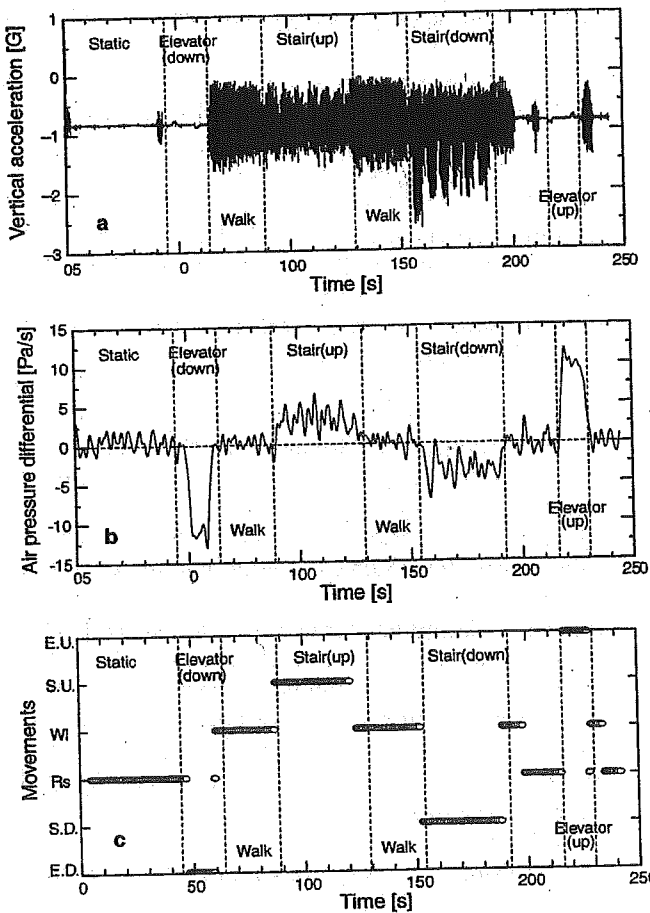 1
0
−1
−2
−3
Vertical acceleration [G]
Static
Elevator
(down)
Stair(up)
Stair(down)
a
Walk
Walk
Elevator
(up)
05
0
100
150
200
250
Time [s]
15
10
5
0
-5
-10
-15
Air pressure differential [Pa/s]
Static
Elevator
(down)
Stair(up)
Stair(down)
b
Walk
Walk
Elevator
(up)
05
0
100
150
200
250
Time [s]
E.U.
S.U.
Wl
Rs
S.D.
E.D.
Movements
Static
Elevator
(down)
Stair(up)
Stair(down)
c
Walk
Walk
Elevator
(up)
0
50
100
150
200
250
Time [s]